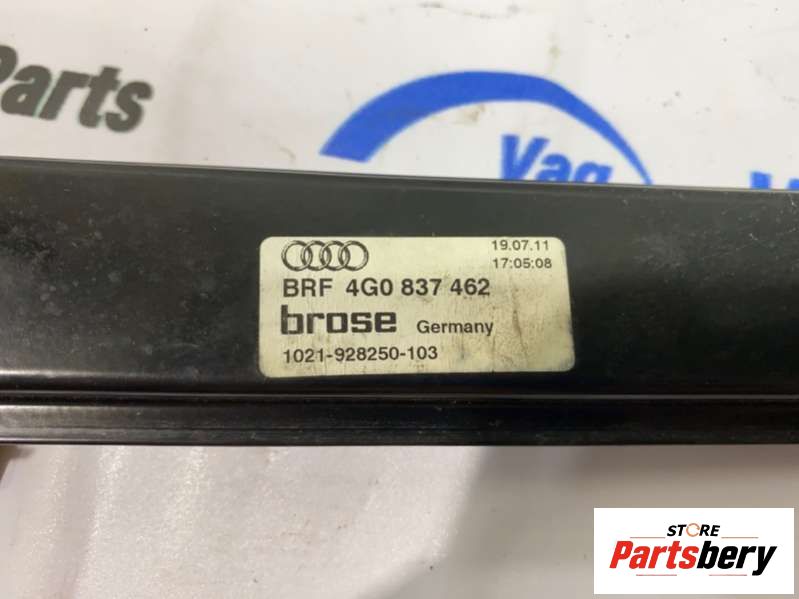 Parts
Vag
19.07.11
17:05:08
BRF 4G0 837 462
brose Germany
1021-928250-103
STORE
Partsbery